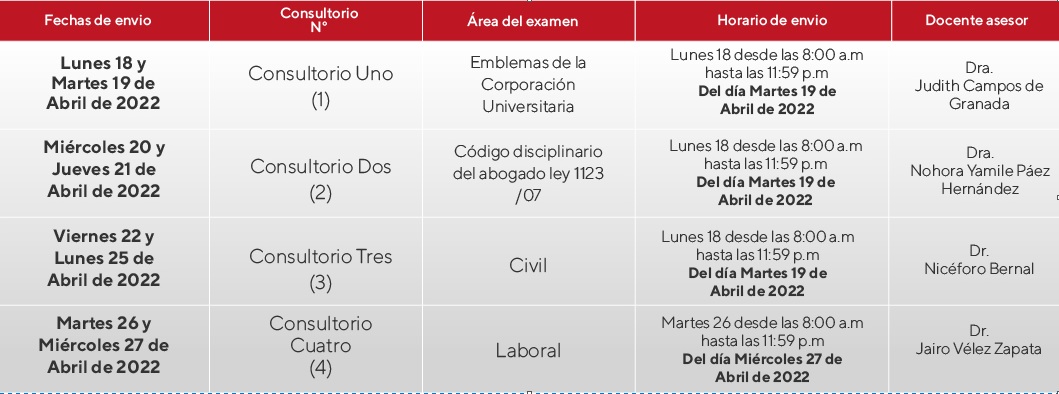 Fechas de envio
Consultorio
N°
Área del examen
Horario de envio
Docente asesor
Lunes 18 y
Martes 19 de
Abril de 2022
Consultorio Uno
(1)
Emblemas de la
Corporación
Universitaria
Lunes 18 desde las 8:00 a.m
hasta las 11:59 p.m
Del día Martes 19 de
Abril de 2022
Dra.
Judith Campos de
Granada
Miércoles 20 y
Jueves 21 de
Abril de 2022
Consultorio Dos
(2)
Código disciplinario
del abogado ley 1123
/07
Lunes 18 desde las 8:00 a.m
hasta las 11:59 p.m
Del día Martes 19 de
Abril de 2022
Dra.
Nohora Yamile Páez
Hernández
Viernes 22 y
Lunes 25 de
Abril de 2022
Consultorio Tres
(3)
Civil
Lunes 18 desde las 8:00 a.m
hasta las 11:59 p.m
Del día Martes 19 de
Abril de 2022
Dr.
Nicéforo Bernal
Martes 26 y
Miércoles 27 de
Abril de 2022
Consultorio
Cuatro
(4)
Laboral
Martes 26 desde las 8:00 a.m
hasta las 11:59 p.m
Del día Miércoles 27 de
Abril de 2022
Dr.
Jairo Vélez Zapata